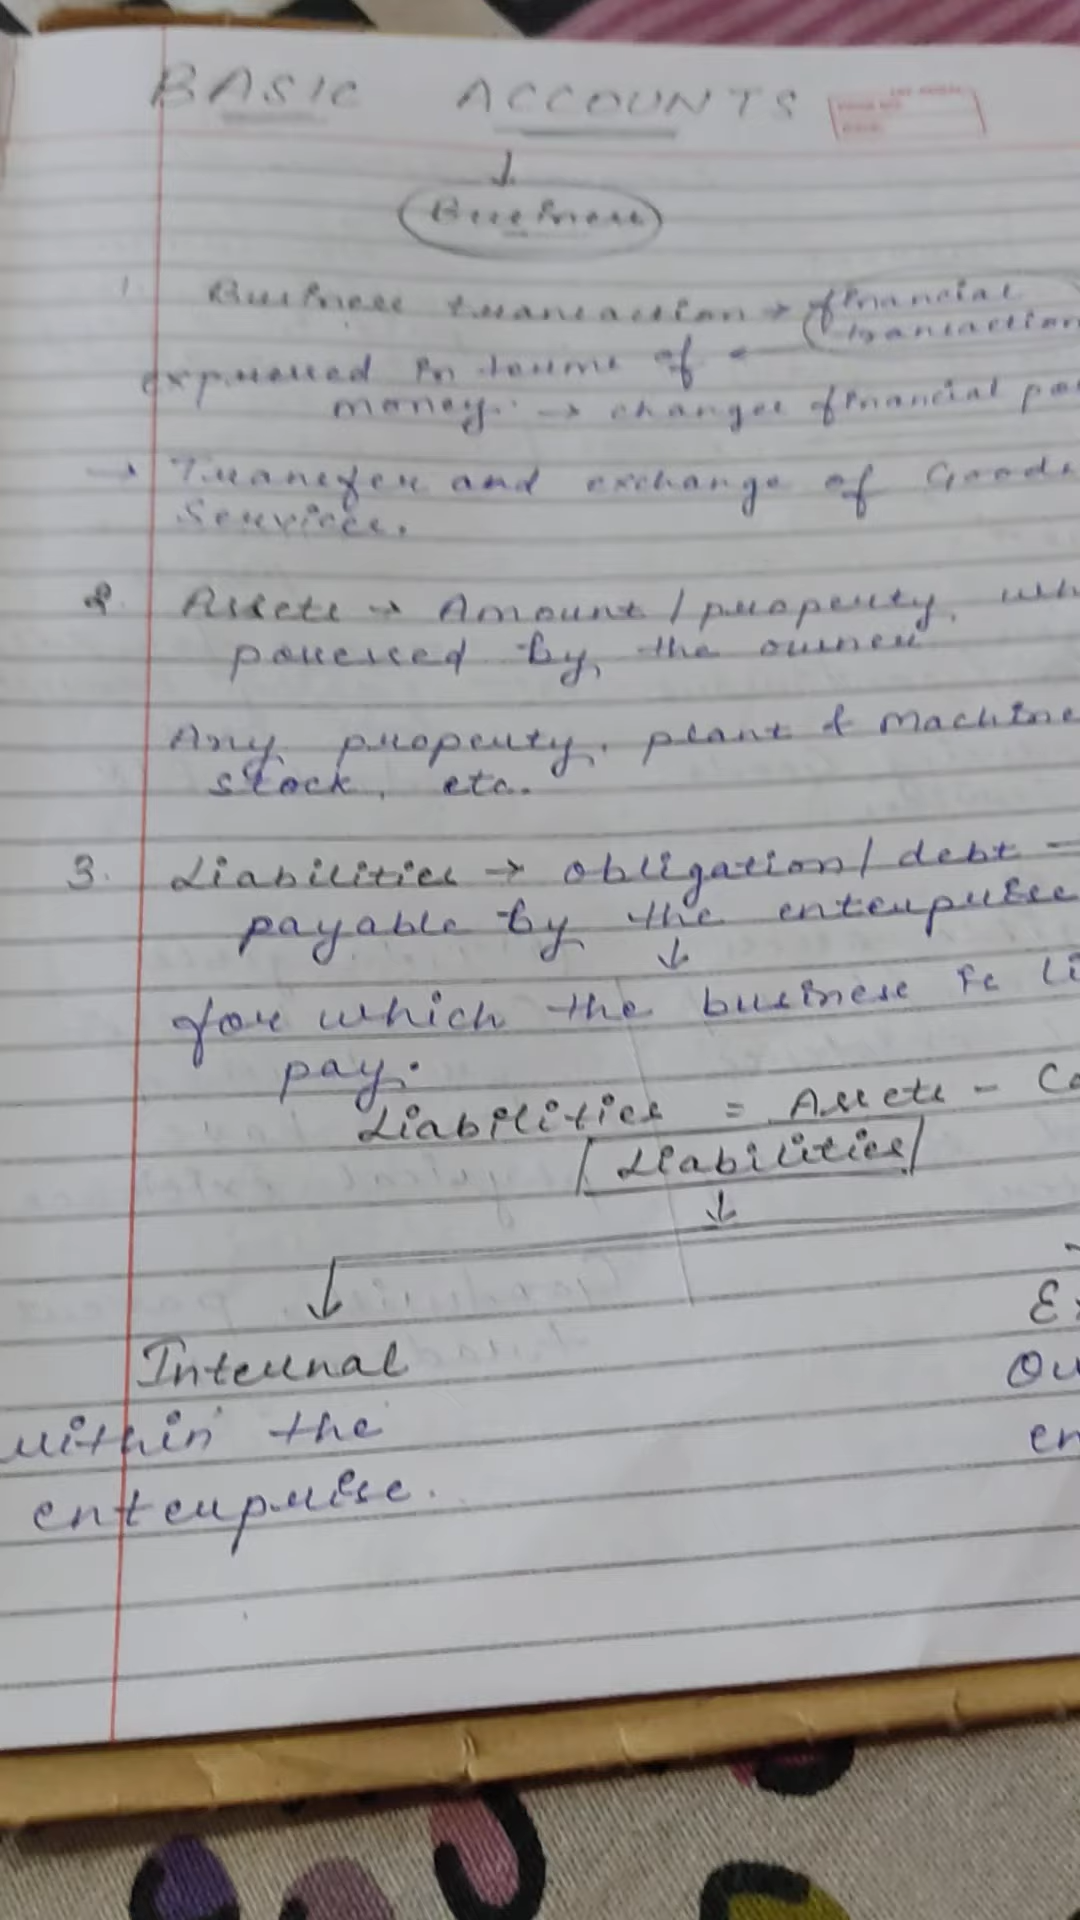 BASIC ACCOUNTS
↓
Business
1. Business transaction → financial
transaction
expressed in terms of ←
money. → changes financial
→ Transfer and exchange of Goods
Services.
2. Assets → Amount / property,
possessed by the owner
Any property, plant & machine
stock, etc.
3. Liabilities → obligation / debt -
payable by the enterprise
↓
for which the business is
pay.
Liabilities = Assets -
Liabilities
↓
Internal
within the
enterprise.